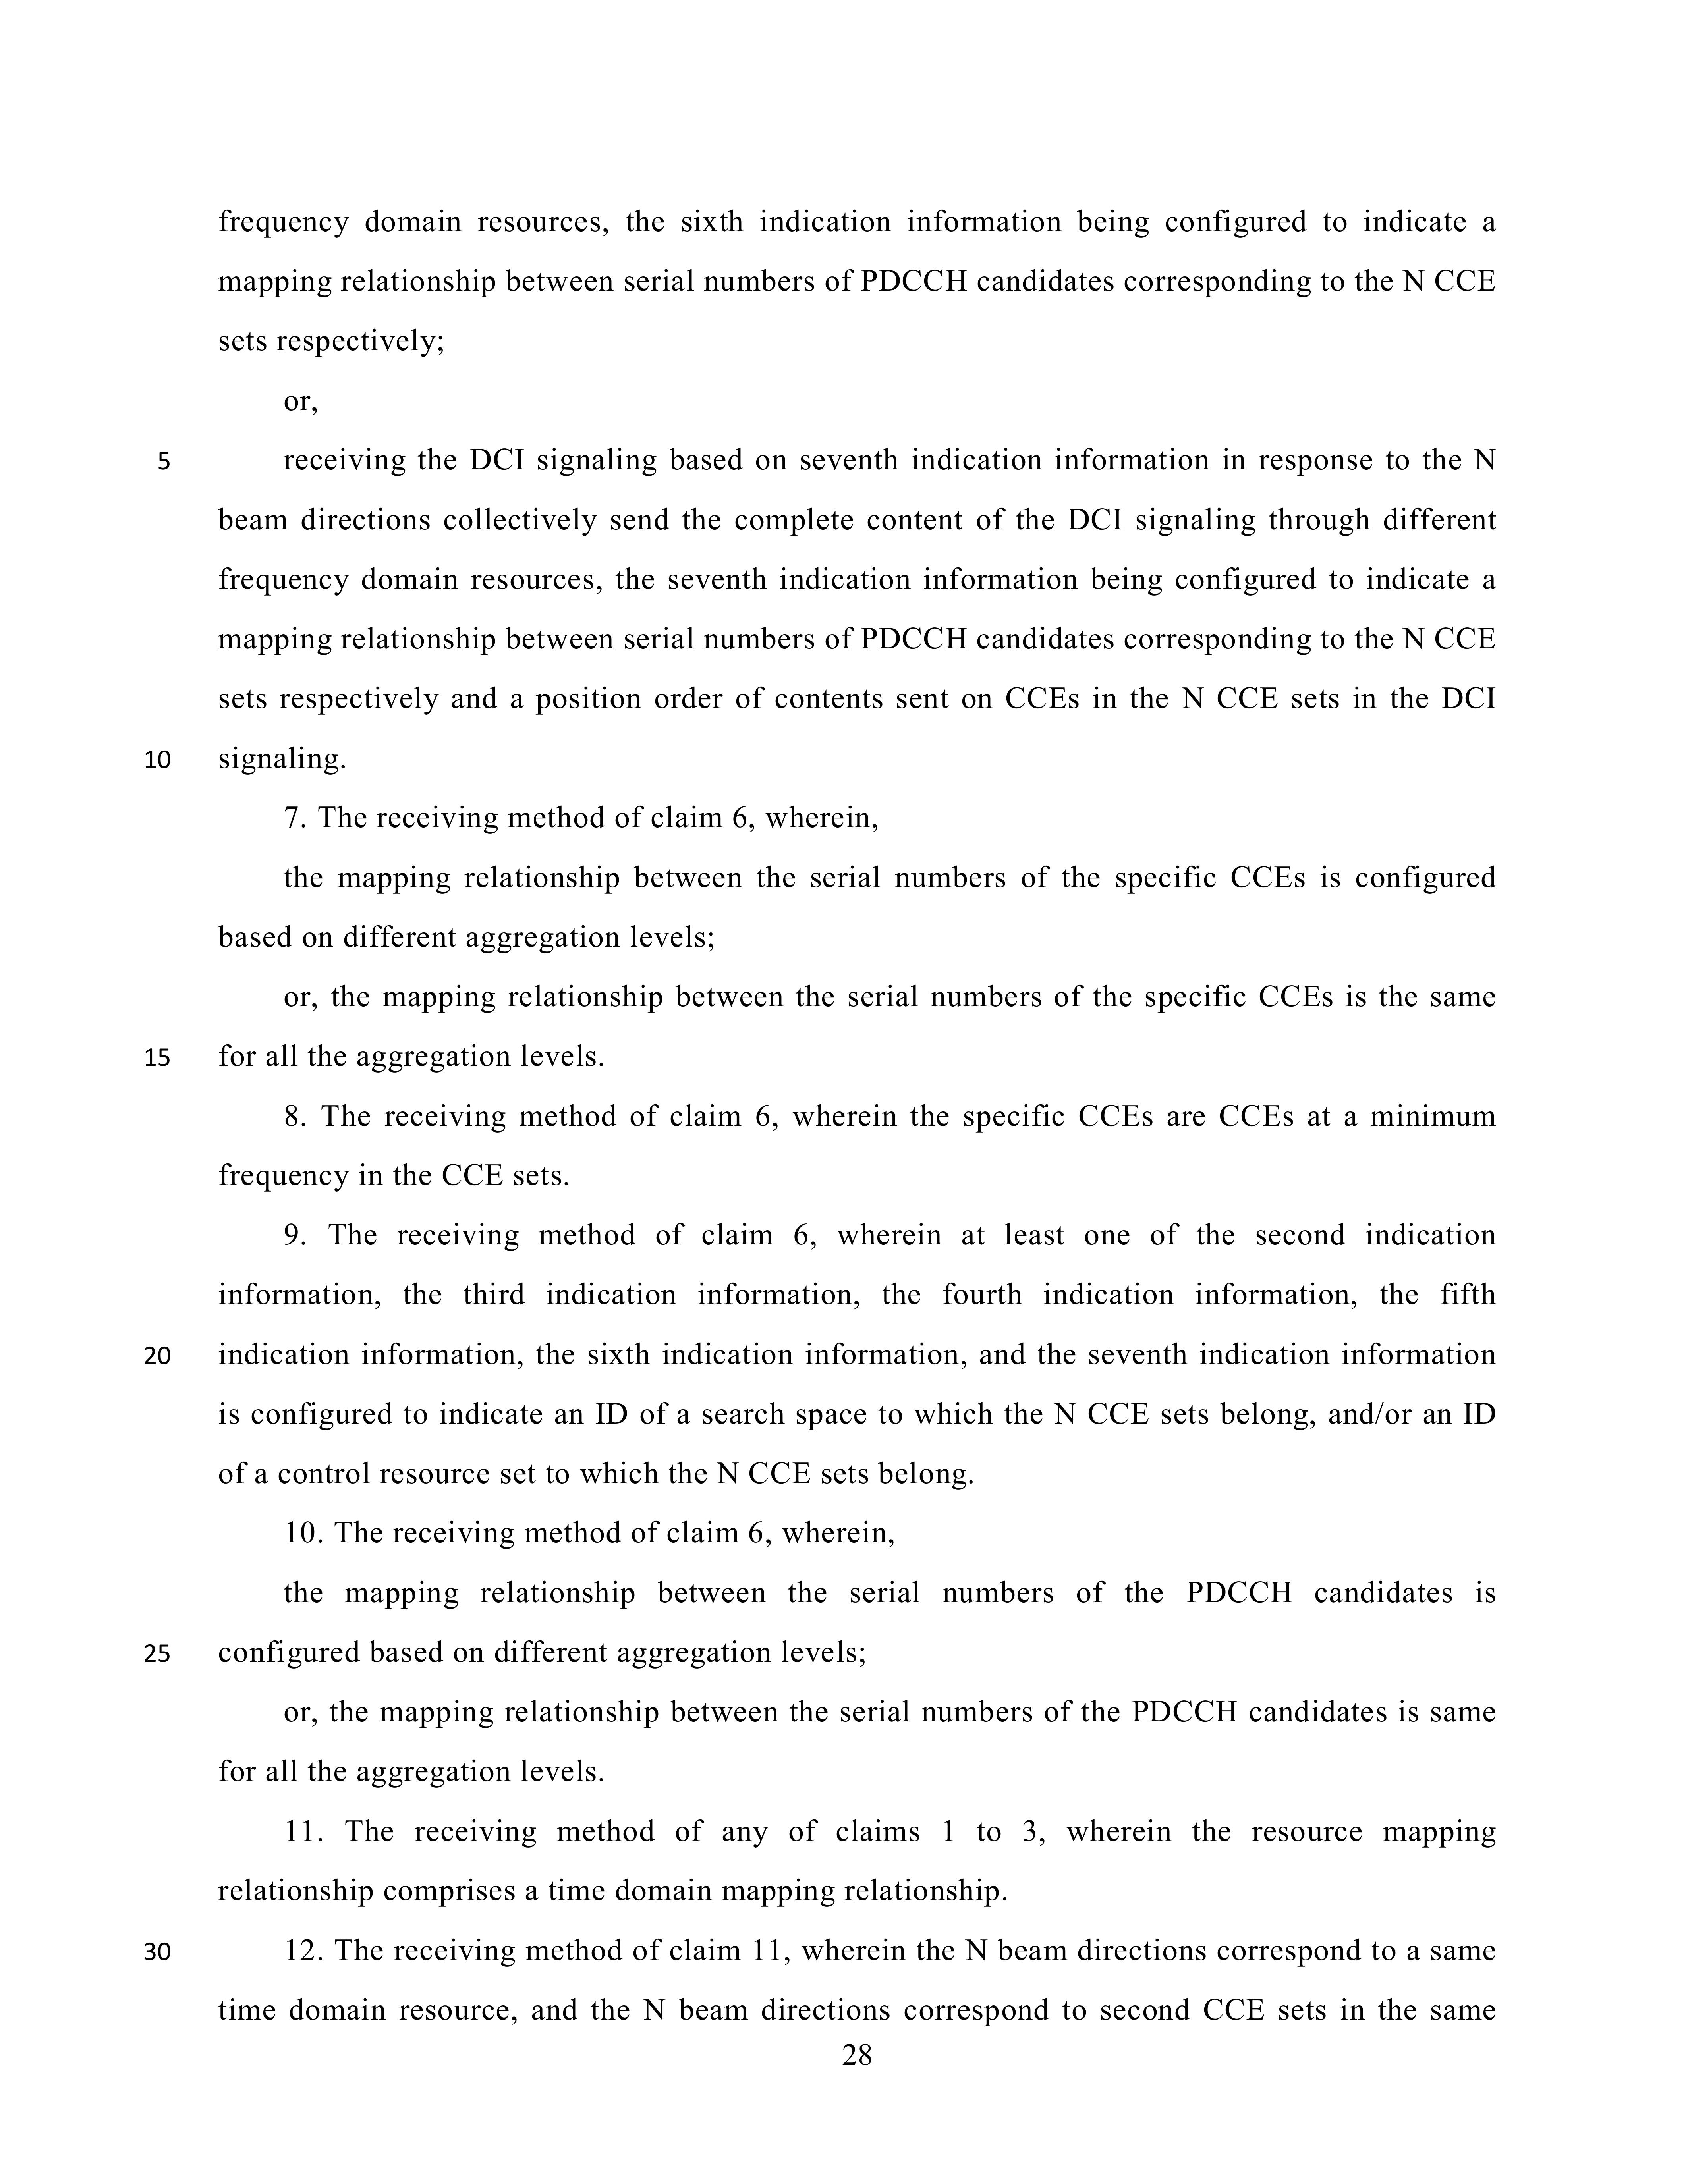 frequency domain resources, the sixth indication information being configured to indicate a
mapping relationship between serial numbers of PDCCH candidates corresponding to the N CCE
sets respectively;
or,
5 receiving the DCI signaling based on seventh indication information in response to the N
beam directions collectively send the complete content of the DCI signaling through different
frequency domain resources, the seventh indication information being configured to indicate a
mapping relationship between serial numbers of PDCCH candidates corresponding to the N CCE
sets respectively and a position order of contents sent on CCEs in the N CCE sets in the DCI
10 signaling.
7. The receiving method of claim 6, wherein,
the mapping relationship between the serial numbers of the specific CCEs is configured
based on different aggregation levels;
or, the mapping relationship between the serial numbers of the specific CCEs is the same
15 for all the aggregation levels.
8. The receiving method of claim 6, wherein the specific CCEs are CCEs at a minimum
frequency in the CCE sets.
9. The receiving method of claim 6, wherein at least one of the second indication
information, the third indication information, the fourth indication information, the fifth
20 indication information, the sixth indication information, and the seventh indication information
is configured to indicate an ID of a search space to which the N CCE sets belong, and/or an ID
of a control resource set to which the N CCE sets belong.
10. The receiving method of claim 6, wherein,
the mapping relationship between the serial numbers of the PDCCH candidates is
25 configured based on different aggregation levels;
or, the mapping relationship between the serial numbers of the PDCCH candidates is same
for all the aggregation levels.
11. The receiving method of any of claims 1 to 3, wherein the resource mapping
relationship comprises a time domain mapping relationship.
30 12. The receiving method of claim 11, wherein the N beam directions correspond to a same
time domain resource, and the N beam directions correspond to second CCE sets in the same
28